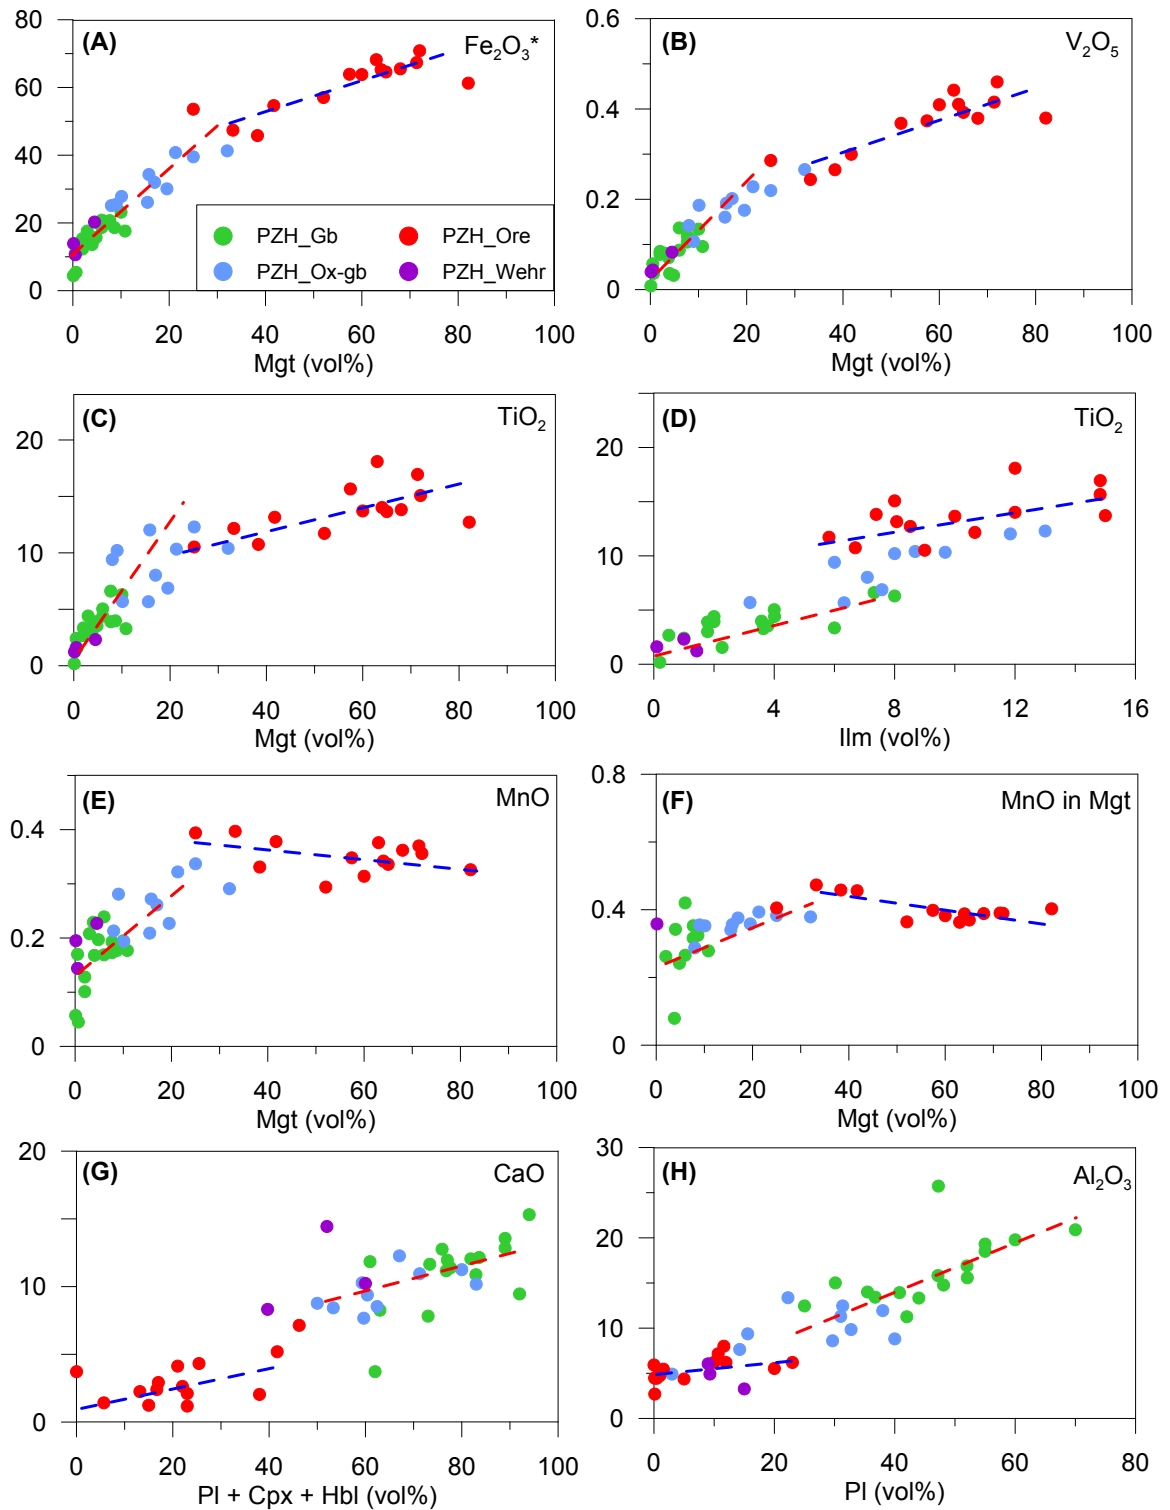 (A)
Fe₂O₃*
80
60
40
20
0
PZH_Gb
PZH_Ore
PZH_Ox-gb
PZH_Wehr
0 20 40 60 80 100
Mgt (vol%)
(B)
V₂O₅
0.6
0.4
0.2
0
0 20 40 60 80 100
Mgt (vol%)
(C)
TiO₂
20
10
0
0 20 40 60 80 100
Mgt (vol%)
(D)
TiO₂
20
10
0
0 4 8 12 16
Ilm (vol%)
(E)
MnO
0.4
0.2
0
0 20 40 60 80 100
Mgt (vol%)
(F)
MnO in Mgt
0.8
0.4
0
0 20 40 60 80 100
Mgt (vol%)
(G)
CaO
20
10
0
0 20 40 60 80 100
Pl + Cpx + Hbl (vol%)
(H)
Al₂O₃
30
20
10
0
0 20 40 60 80
Pl (vol%)